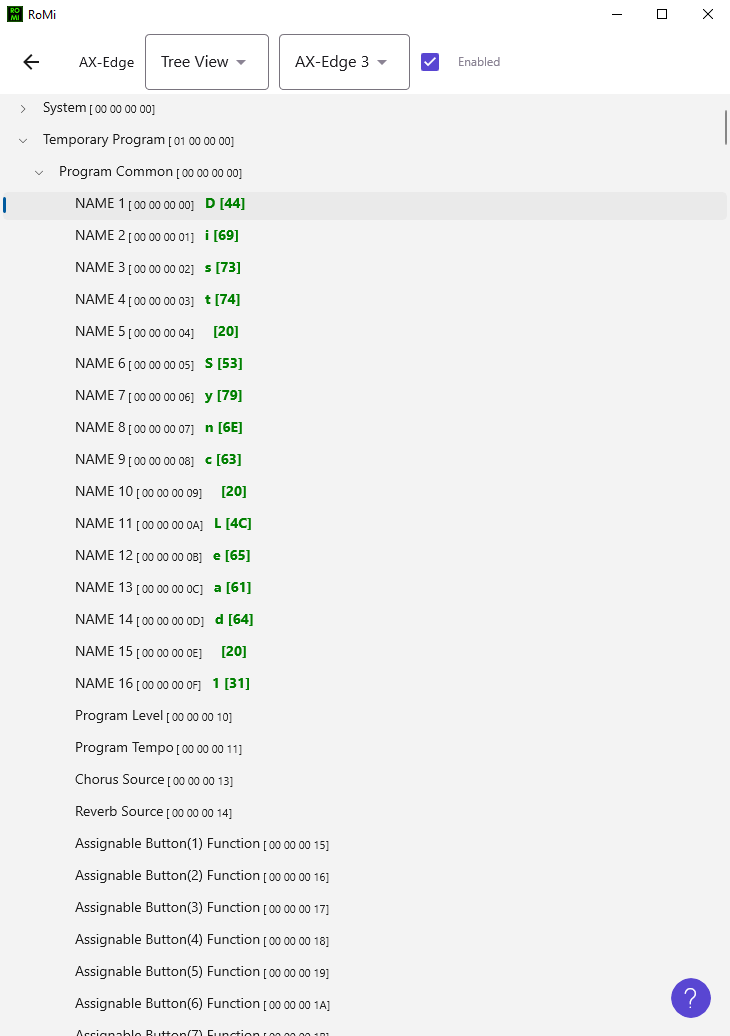 RO
MI
RoMi
AX-Edge
Tree View
AX-Edge 3
Enabled
System [ 00 00 00 00]
Temporary Program [ 01 00 00 00]
Program Common [ 00 00 00 00]
NAME 1 [ 00 00 00 00] D [44]
NAME 2 [ 00 00 00 01] i [69]
NAME 3 [ 00 00 00 02] s [73]
NAME 4 [ 00 00 00 03] t [74]
NAME 5 [ 00 00 00 04] [20]
NAME 6 [ 00 00 00 05] S [53]
NAME 7 [ 00 00 00 06] y [79]
NAME 8 [ 00 00 00 07] n [6E]
NAME 9 [ 00 00 00 08] c [63]
NAME 10 [ 00 00 00 09] [20]
NAME 11 [ 00 00 00 0A] L [4C]
NAME 12 [ 00 00 00 0B] e [65]
NAME 13 [ 00 00 00 0C] a [61]
NAME 14 [ 00 00 00 0D] d [64]
NAME 15 [ 00 00 00 0E] [20]
NAME 16 [ 00 00 00 0F] 1 [31]
Program Level [ 00 00 00 10]
Program Tempo [ 00 00 00 11]
Chorus Source [ 00 00 00 13]
Reverb Source [ 00 00 00 14]
Assignable Button(1) Function [ 00 00 00 15]
Assignable Button(2) Function [ 00 00 00 16]
Assignable Button(3) Function [ 00 00 00 17]
Assignable Button(4) Function [ 00 00 00 18]
Assignable Button(5) Function [ 00 00 00 19]
Assignable Button(6) Function [ 00 00 00 1A]
Assignable Button(7) Function [ 00 00 00 1B]
?